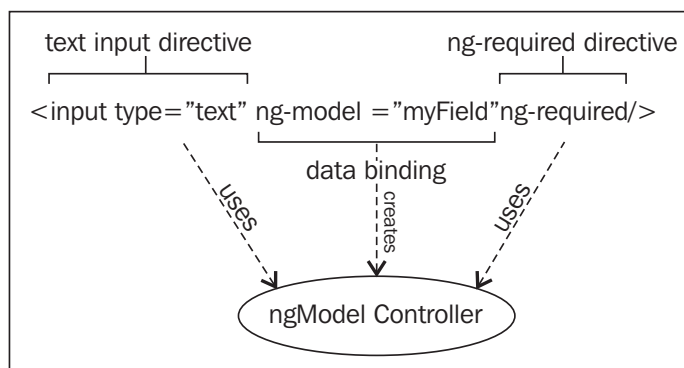 text input directive
ng-required directive
<input type="text" ng-model ="myField"ng-required/>
data binding
uses
creates
uses
ngModel Controller